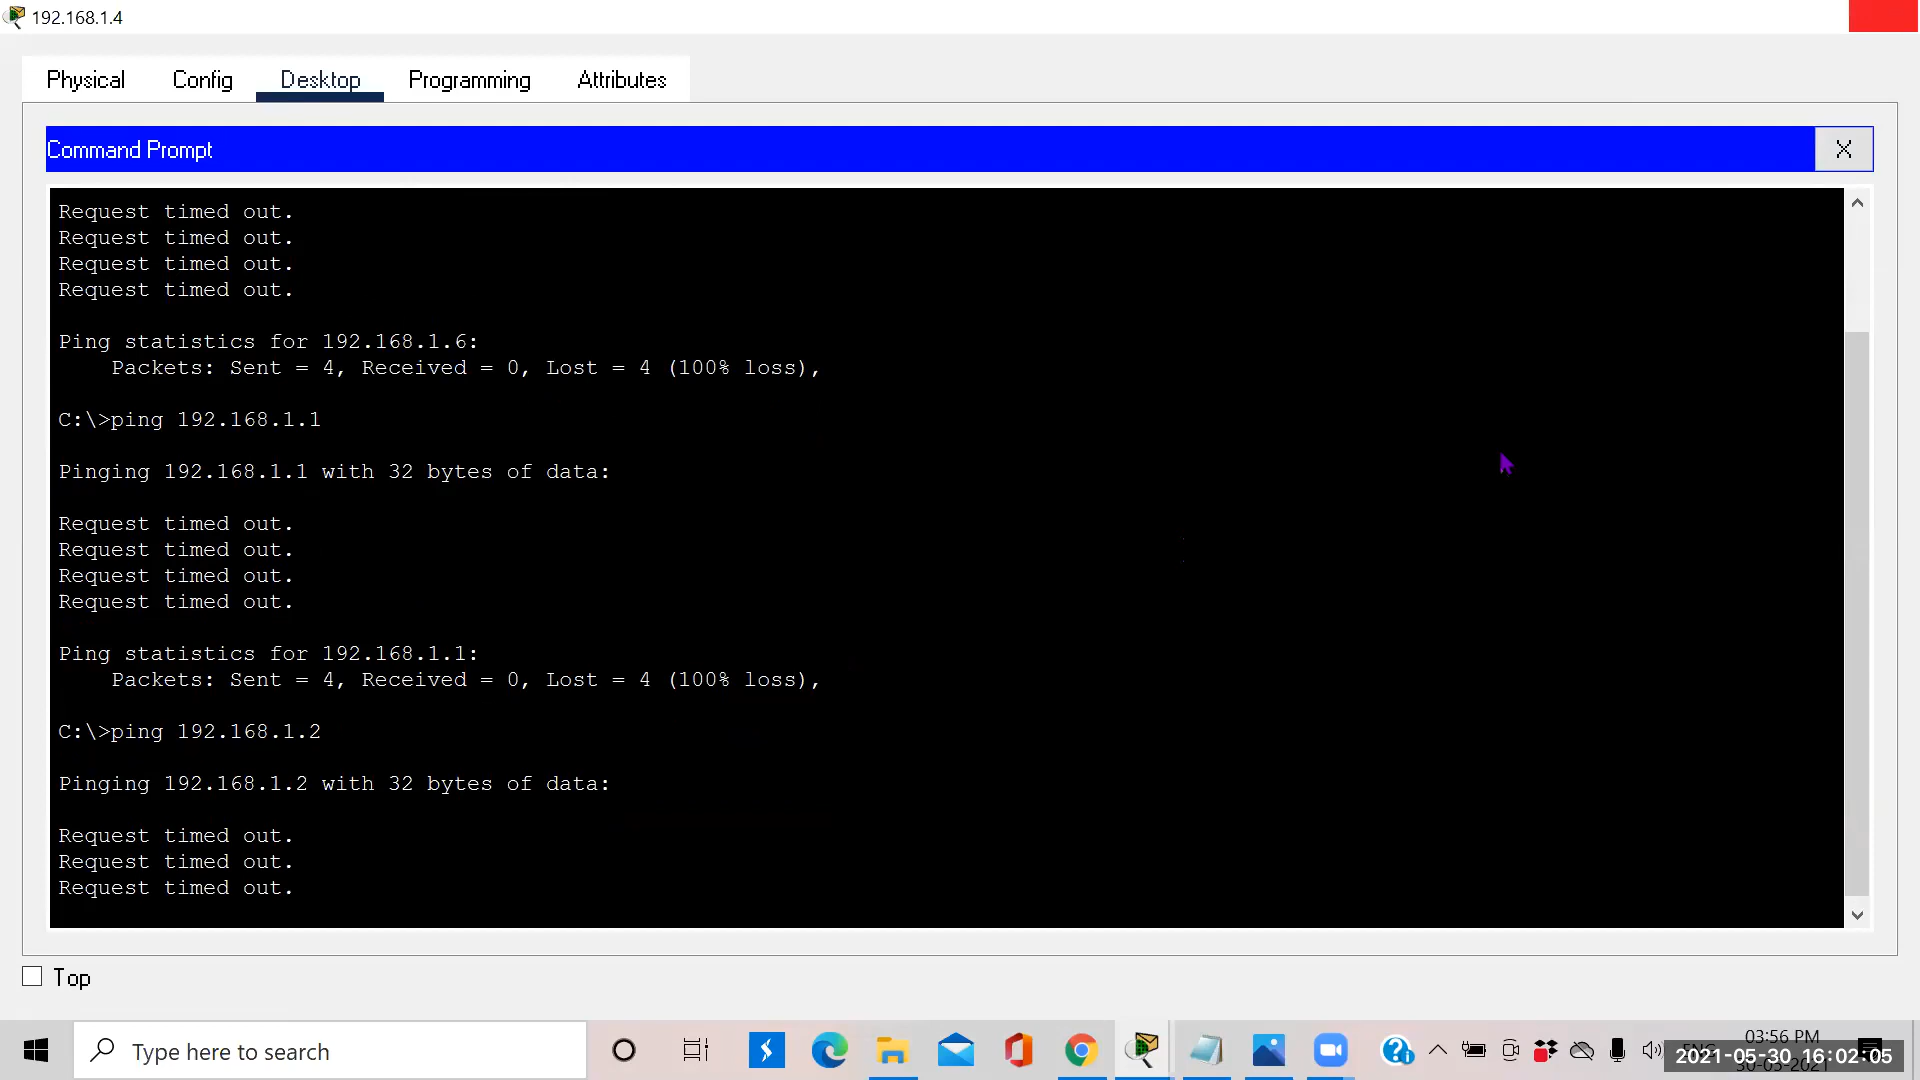 192.168.1.4
Physical Config Desktop Programming Attributes
Command Prompt X
Request timed out.
Request timed out.
Request timed out.
Request timed out.
Ping statistics for 192.168.1.6:
Packets: Sent = 4, Received = 0, Lost = 4 (100% loss),
C:\>ping 192.168.1.1
Pinging 192.168.1.1 with 32 bytes of data:
Request timed out.
Request timed out.
Request timed out.
Request timed out.
Ping statistics for 192.168.1.1:
Packets: Sent = 4, Received = 0, Lost = 4 (100% loss),
C:\>ping 192.168.1.2
Pinging 192.168.1.2 with 32 bytes of data:
Request timed out.
Request timed out.
Request timed out.
Top
Type here to search
03:56 PM
2021-05-30 16:02:05
30-05-2021